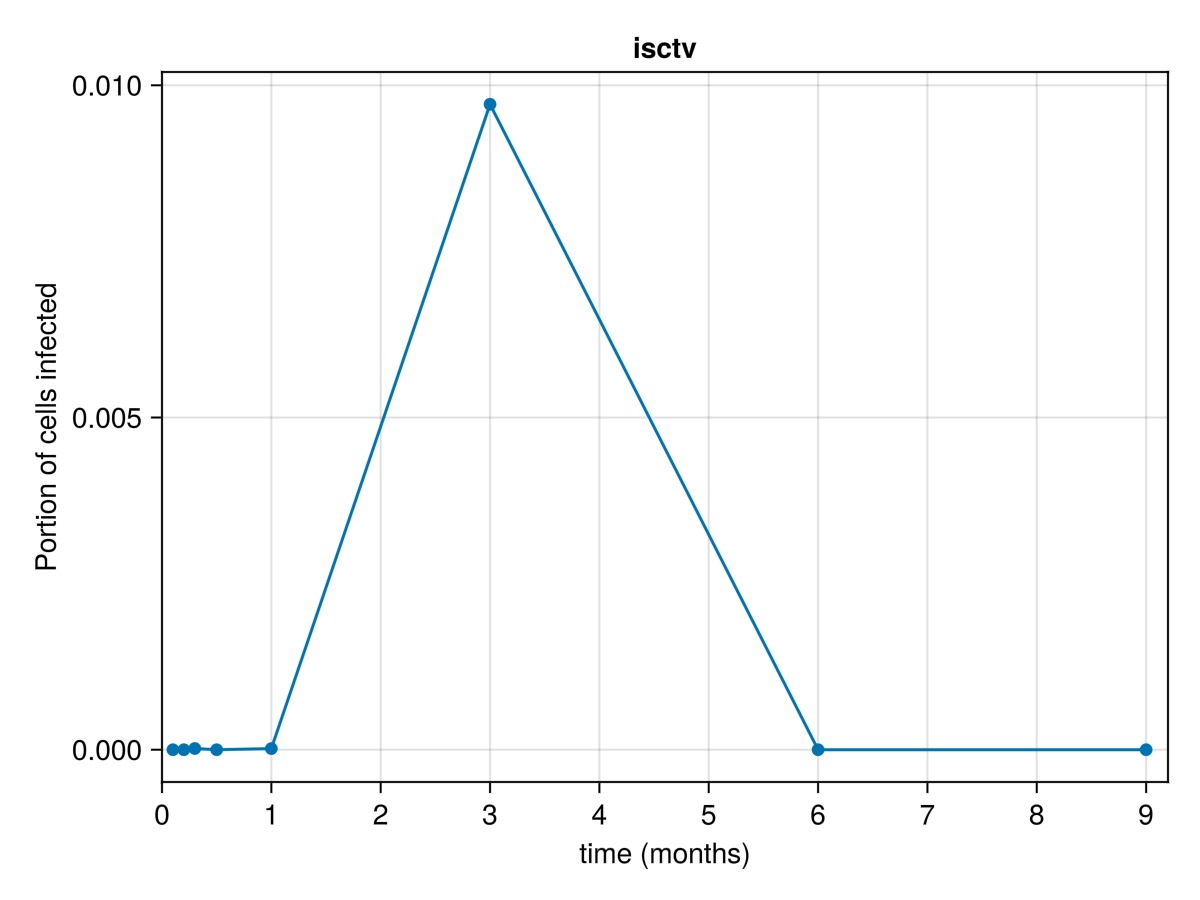 isctv
0.010
0.005
0.000
Portion of cells infected
0 1 2 3 4 5 6 7 8 9
time (months)